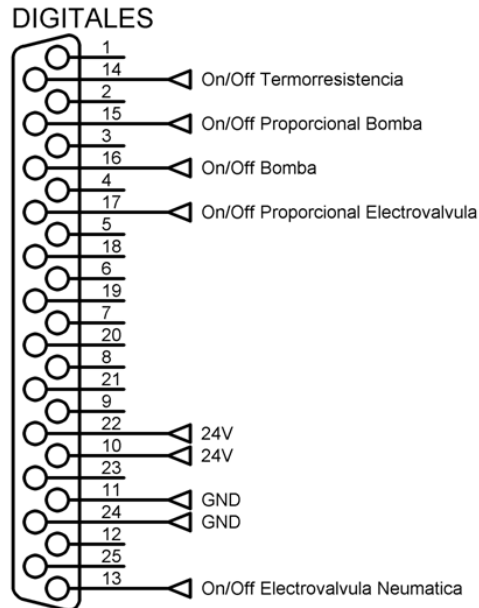 DIGITALES
1
14
On/Off Termorresistencia
2
15
On/Off Proporcional Bomba
3
16
On/Off Bomba
4
17
On/Off Proporcional Electrovalvula
5
18
6
19
7
20
8
21
9
22
24V
10
24V
23
11
GND
24
GND
12
25
13
On/Off Electrovalvula Neumatica